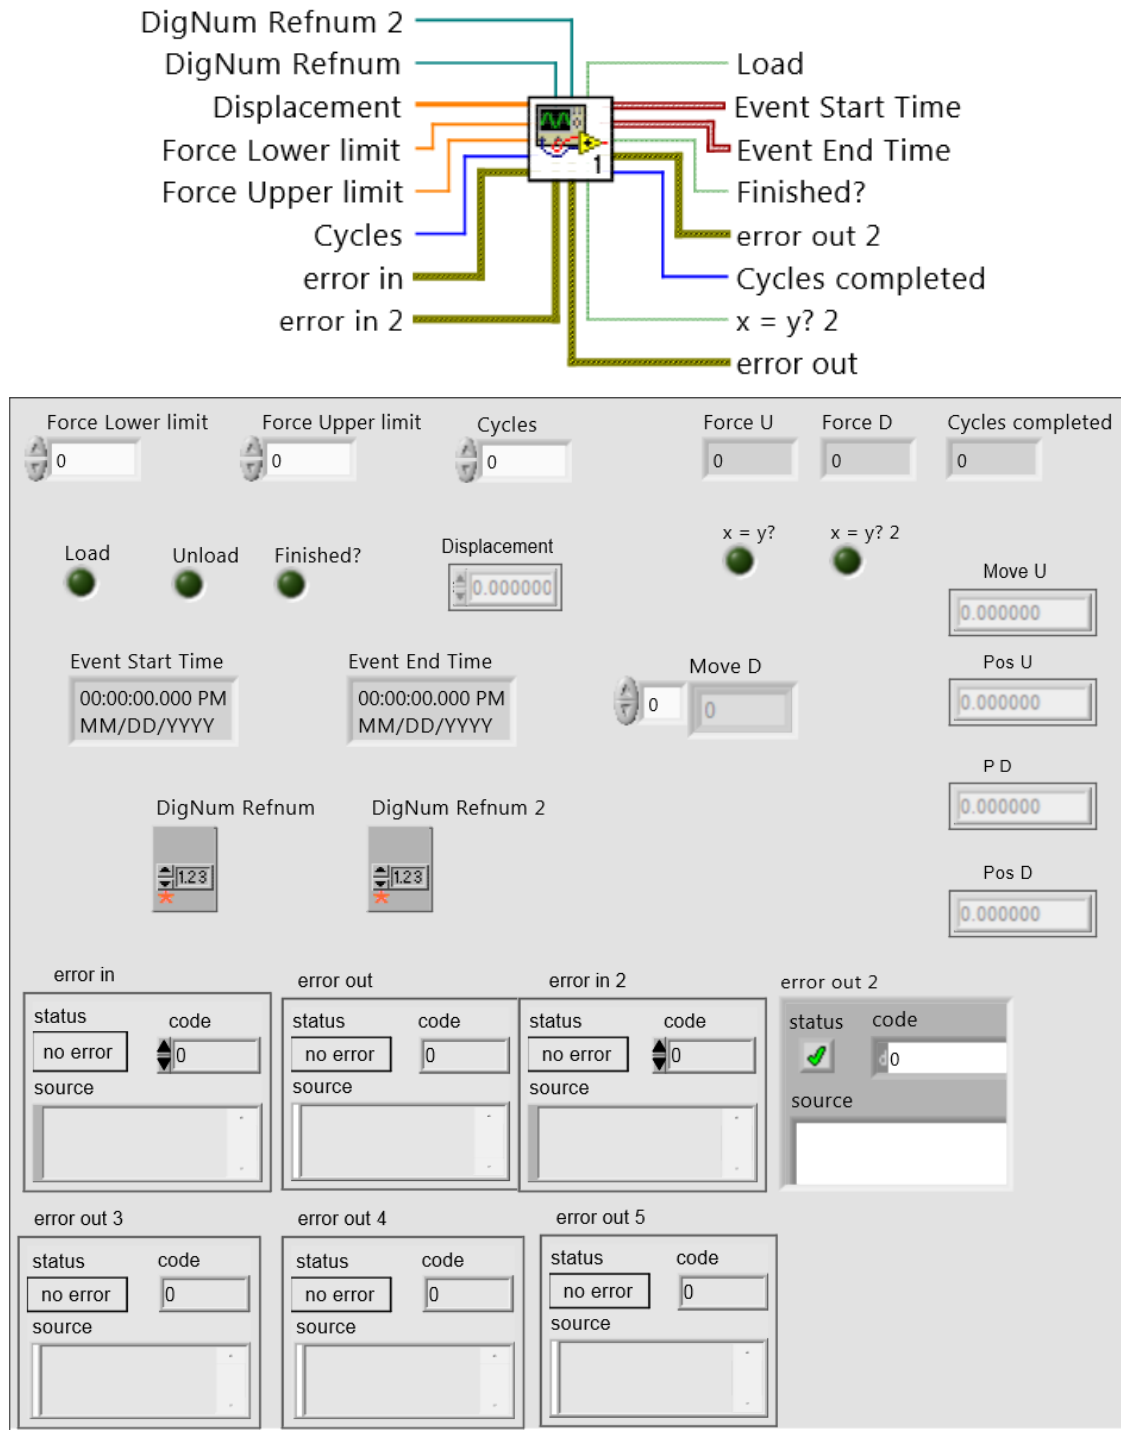 DigNum Refnum 2
DigNum Refnum
Load
Displacement
Event Start Time
Force Lower limit
Event End Time
Force Upper limit
Finished?
1
Cycles
error out 2
error in
Cycles completed
error in 2
x = y? 2
error out
Force Lower limit
Force Upper limit
Cycles
Force U
Force D
Cycles completed
0
0
0
0
0
0
Load
Unload
Finished?
Displacement
x = y?
x = y? 2
0.000000
Move U
0.000000
Event Start Time
Event End Time
Move D
Pos U
00:00:00.000 PM
MM/DD/YYYY
00:00:00.000 PM
MM/DD/YYYY
0
0
0.000000
P D
0.000000
DigNum Refnum
DigNum Refnum 2
1.23
1.23
Pos D
0.000000
error in
error out
error in 2
error out 2
status
code
no error
0
source
status
code
no error
0
source
status
code
no error
0
source
status
code
0
source
error out 3
error out 4
error out 5
status
code
no error
0
source
status
code
no error
0
source
status
code
no error
0
source